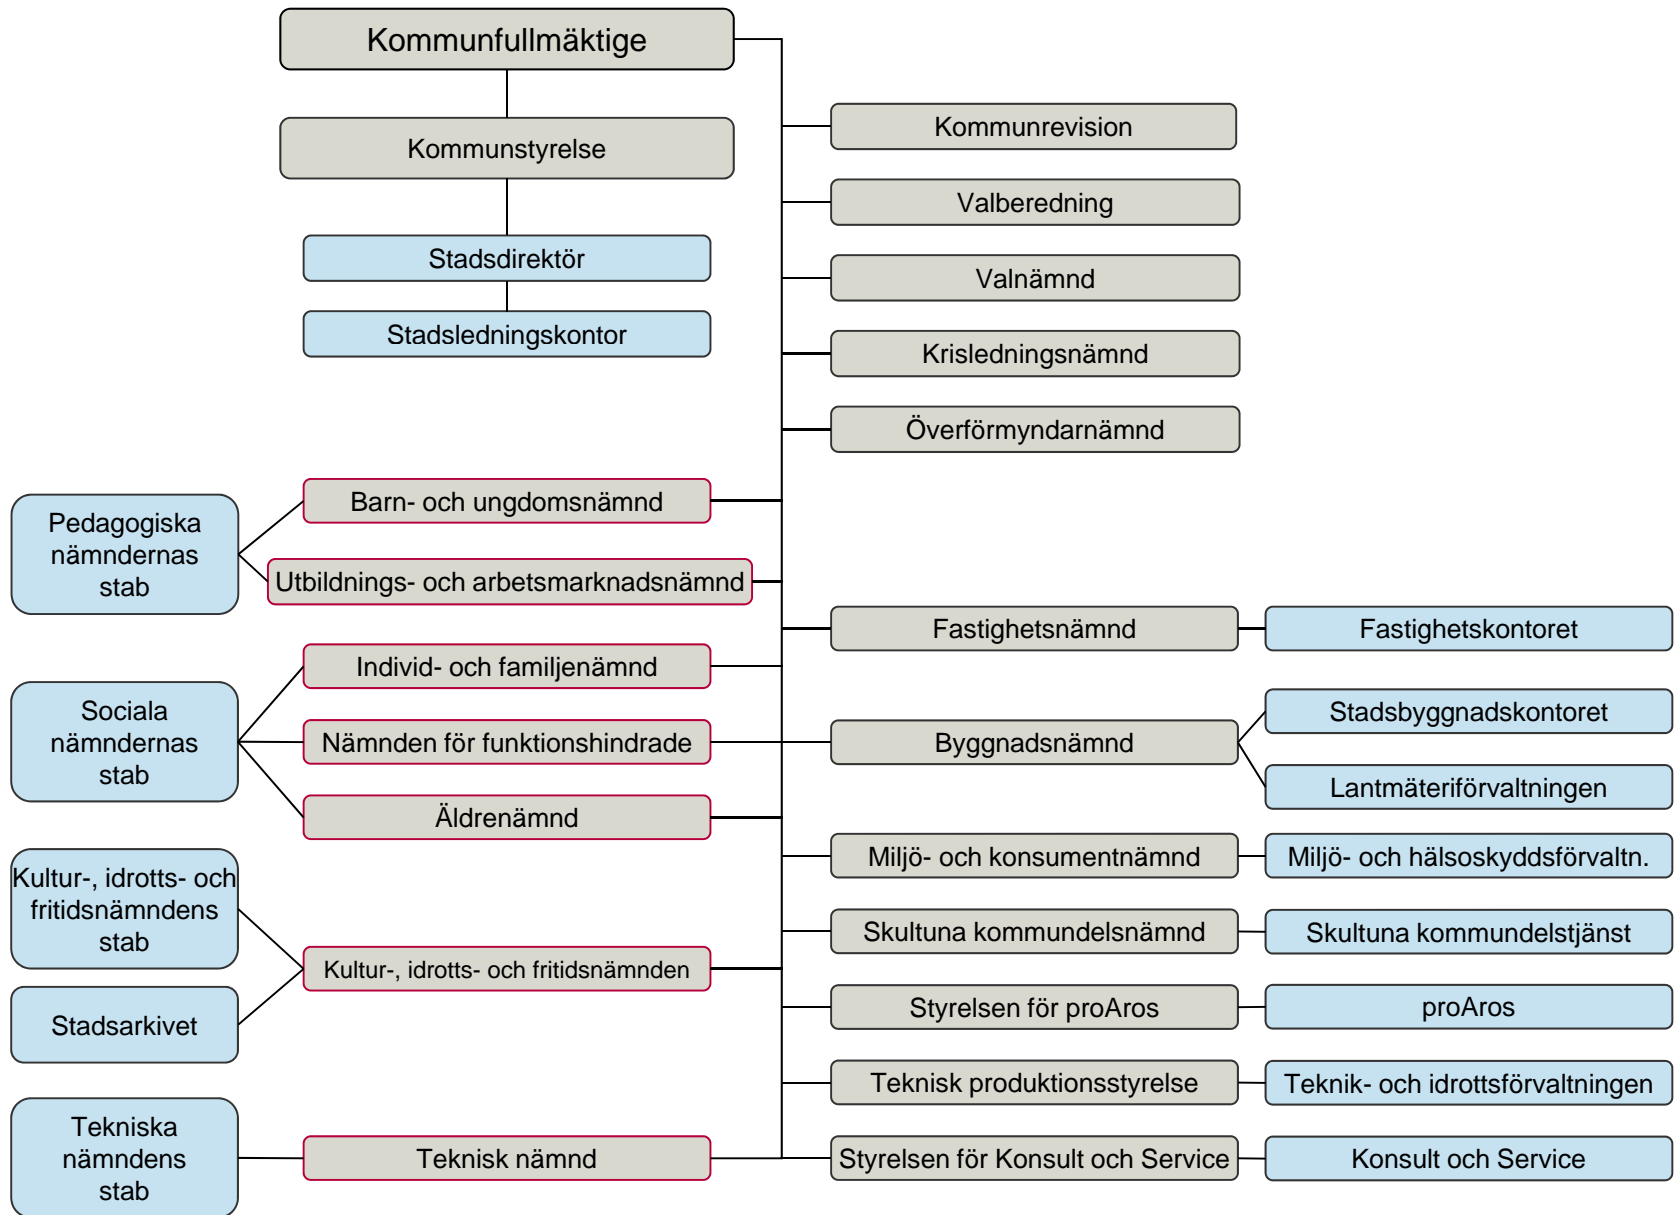 Kommunfullmäktige
Kommunstyrelse
Stadsdirektör
Stadsledningskontor
Kommunrevision
Valberedning
Valnämnd
Krisledningsnämnd
Överförmyndarnämnd
Pedagogiska
nämndernas
stab
Barn- och ungdomsnämnd
Utbildnings- och arbetsmarknadsnämnd
Sociala
nämndernas
stab
Individ- och familjenämnd
Nämnden för funktionshindrade
Äldrenämnd
Kultur-, idrotts- och
fritidsnämndens
stab
Stadsarkivet
Kultur-, idrotts- och fritidsnämnden
Tekniska
nämndens
stab
Teknisk nämnd
Fastighetsnämnd
Fastighetskontoret
Byggnadsnämnd
Stadsbyggnadskontoret
Lantmäteriförvaltningen
Miljö- och konsumentnämnd
Miljö- och hälsoskyddsförvaltn.
Skultuna kommundelsnämnd
Skultuna kommundelstjänst
Styrelsen för proAros
proAros
Teknisk produktionsstyrelse
Teknik- och idrottsförvaltningen
Styrelsen för Konsult och Service
Konsult och Service